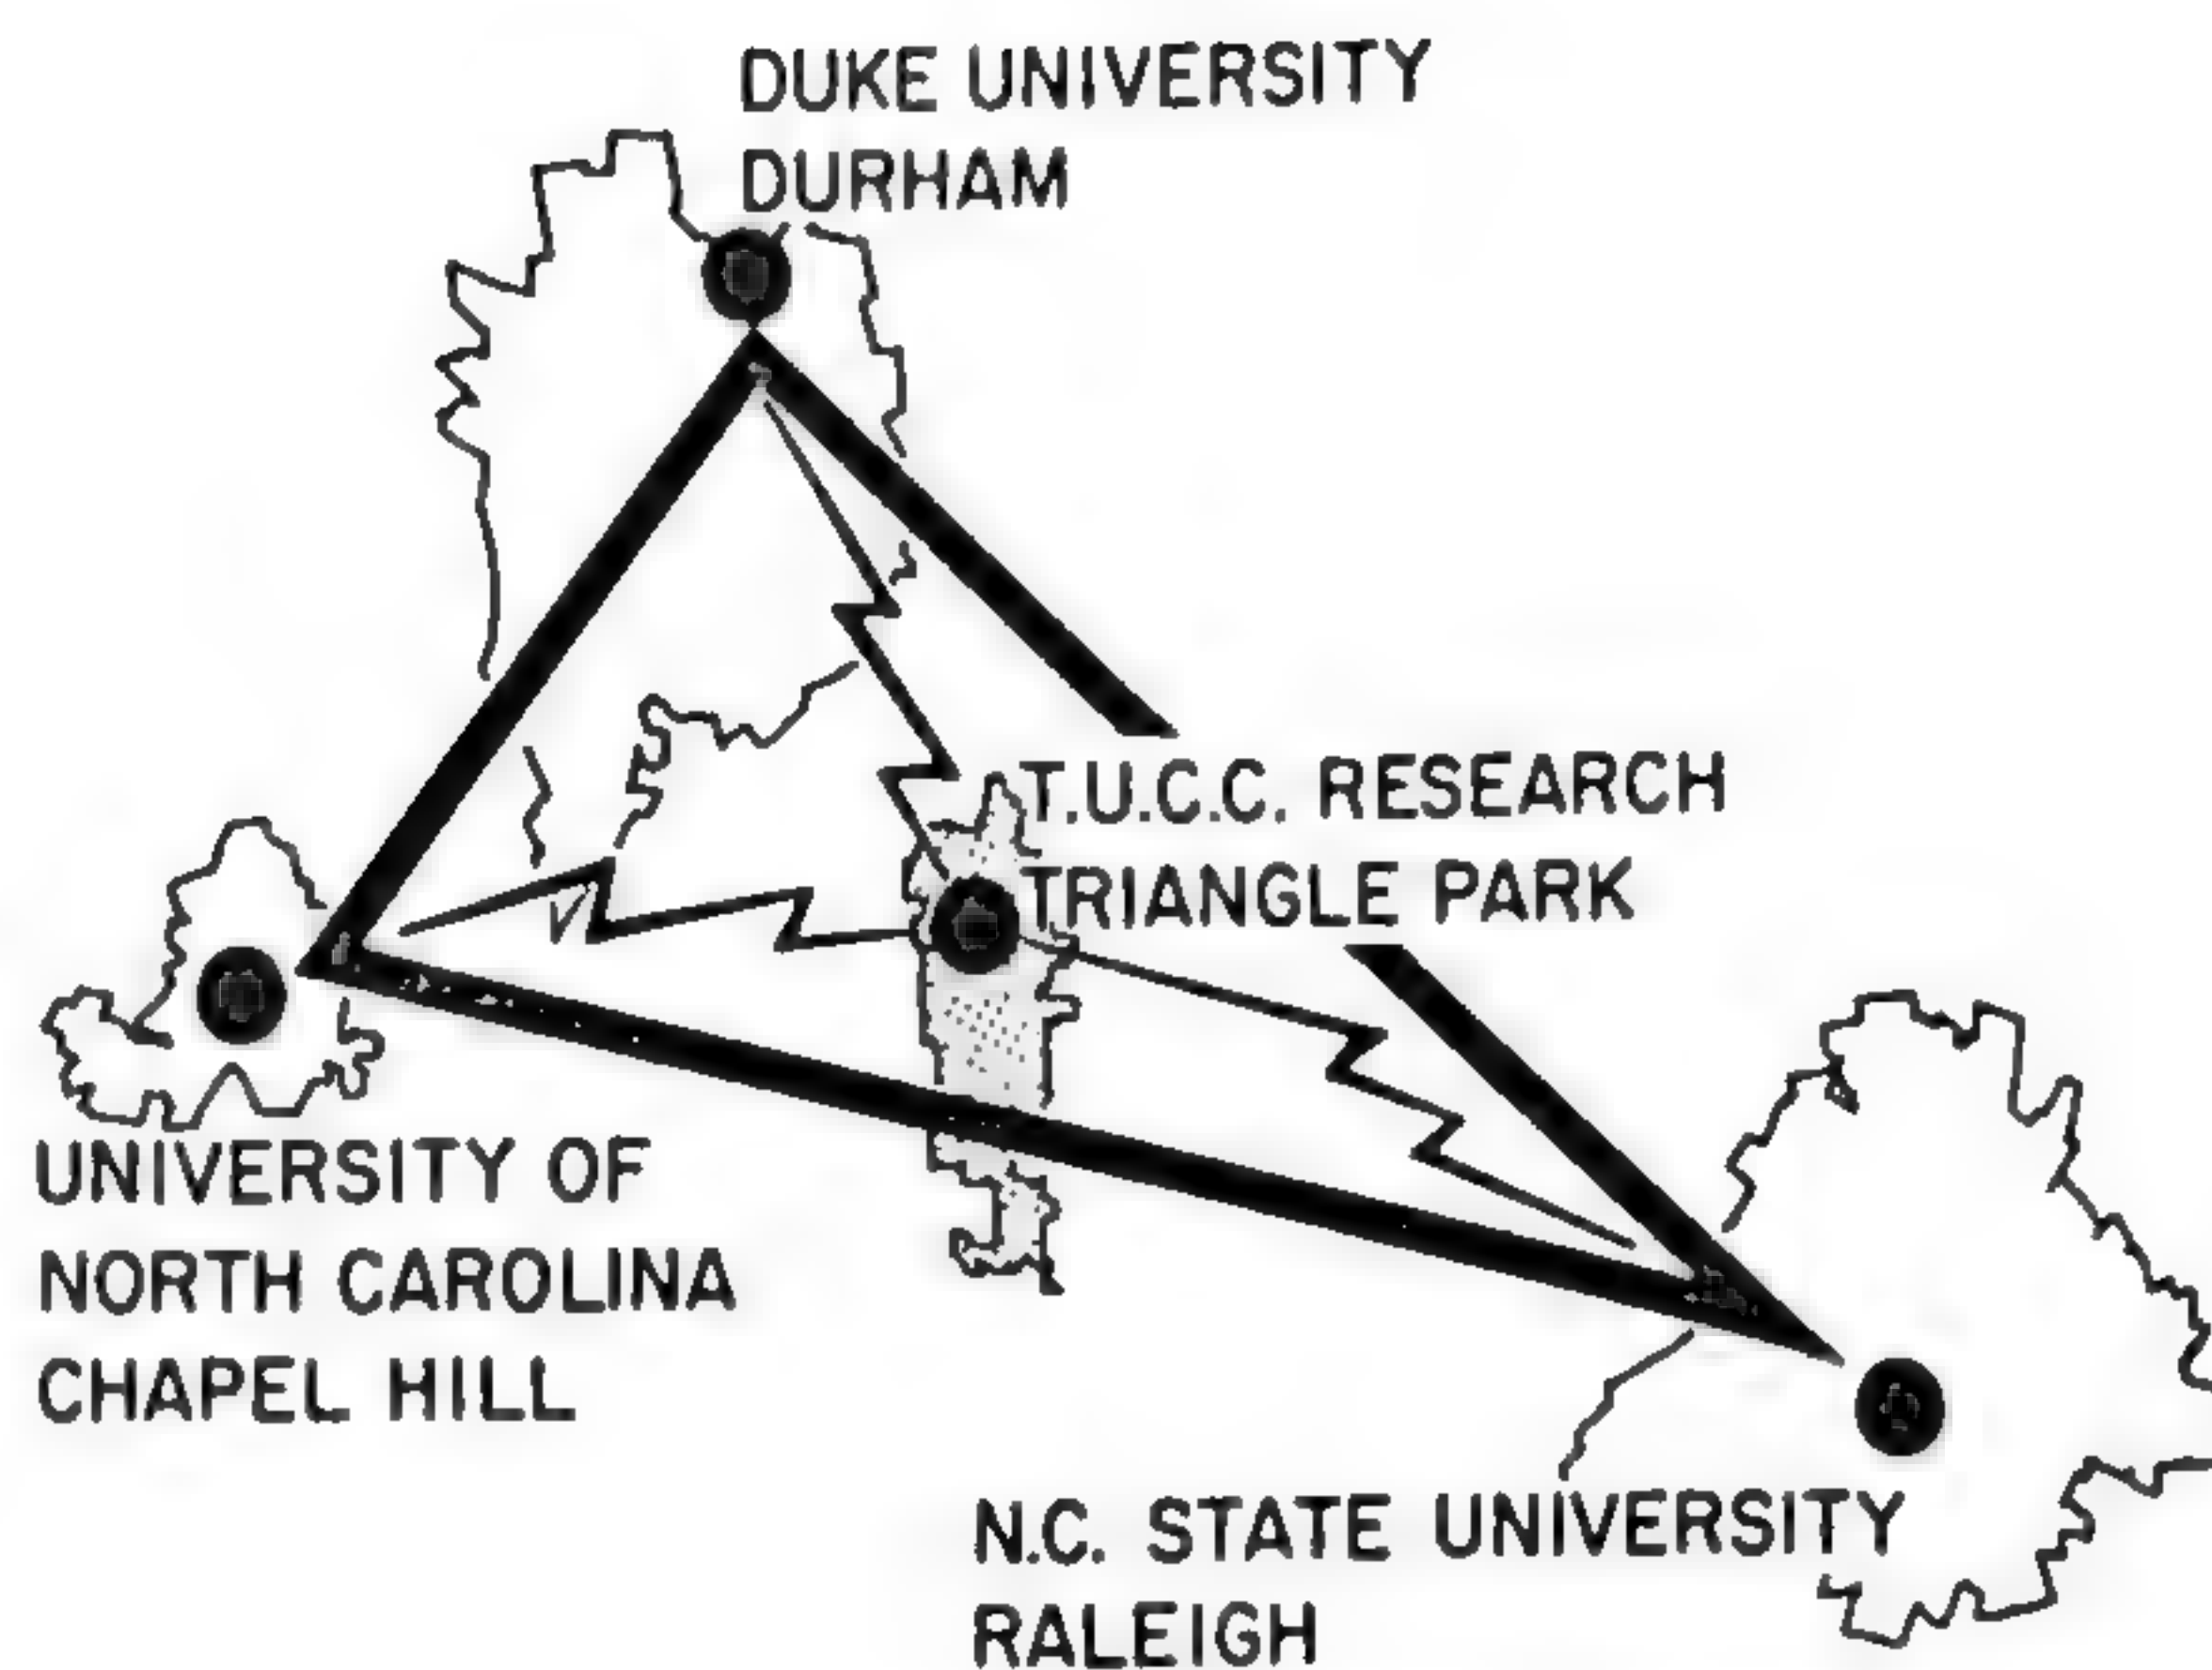 DUKE UNIVERSITY
DURHAM
T.U.C.C. RESEARCH
TRIANGLE PARK
UNIVERSITY OF
NORTH CAROLINA
CHAPEL HILL
N.C. STATE UNIVERSITY
RALEIGH